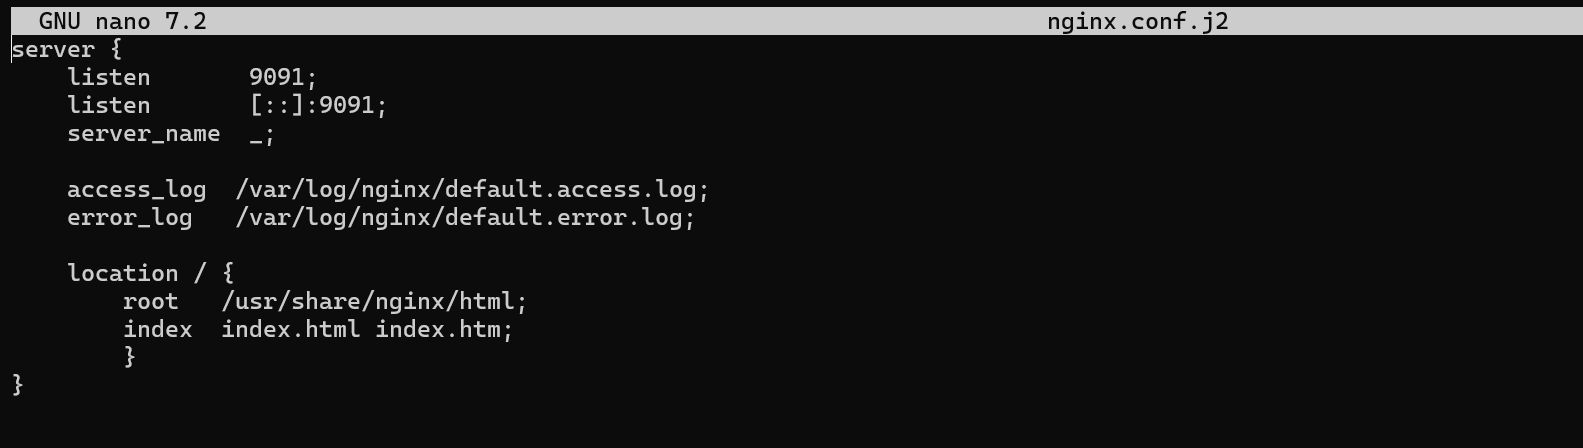 GNU nano 7.2 nginx.conf.j2
server {
    listen       9091;
    listen       [::]:9091;
    server_name  _;

    access_log  /var/log/nginx/default.access.log;
    error_log   /var/log/nginx/default.error.log;

    location / {
        root   /usr/share/nginx/html;
        index  index.html index.htm;
        }
}